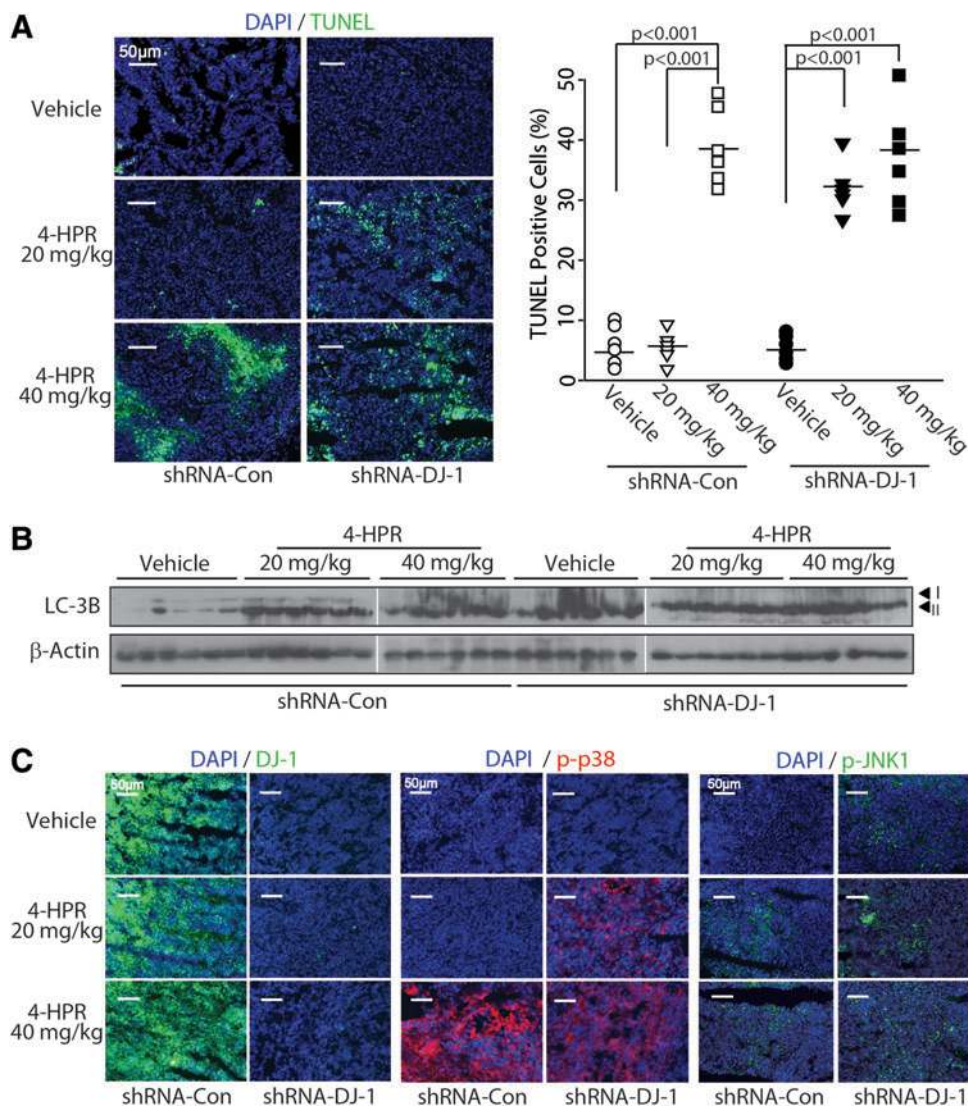 A
DAPI / TUNEL
50µm
Vehicle
4-HPR
20 mg/kg
4-HPR
40 mg/kg
shRNA-Con
shRNA-DJ-1
p<0.001
p<0.001
p<0.001
p<0.001
TUNEL Positive Cells (%)
50
40
30
20
10
0
Vehicle
20 mg/kg
40 mg/kg
Vehicle
20 mg/kg
40 mg/kg
shRNA-Con
shRNA-DJ-1
B
4-HPR
4-HPR
Vehicle
20 mg/kg
40 mg/kg
Vehicle
20 mg/kg
40 mg/kg
LC-3B
I
II
β-Actin
shRNA-Con
shRNA-DJ-1
C
DAPI / DJ-1
DAPI / p-p38
DAPI / p-JNK1
50µm
50µm
50µm
Vehicle
4-HPR
20 mg/kg
4-HPR
40 mg/kg
shRNA-Con
shRNA-DJ-1
shRNA-Con
shRNA-DJ-1
shRNA-Con
shRNA-DJ-1